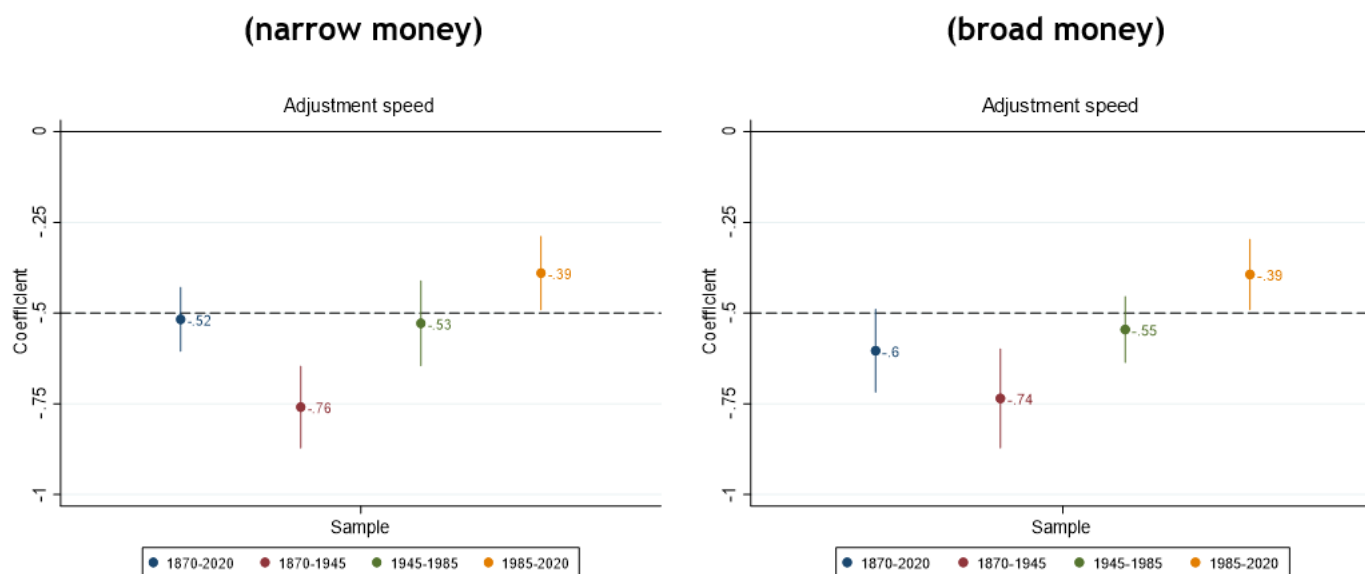 (narrow money)
Adjustment speed
Coefficient
0
-.25
-.5
-.75
-1
-.52
-.76
-.53
-.39
Sample
1870-2020 1870-1945 1945-1985 1985-2020
(broad money)
Adjustment speed
Coefficient
0
-.25
-.5
-.75
-1
-.6
-.74
-.55
-.39
Sample
1870-2020 1870-1945 1945-1985 1985-2020